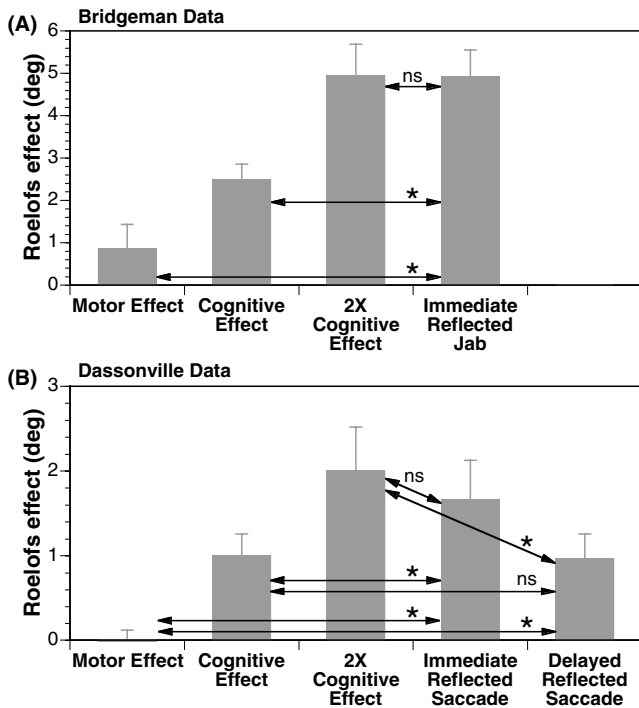 (A) Bridgeman Data
6
5
4
3
2
1
0
Roelofs effect (deg)
ns
*
*
Motor Effect
Cognitive
Effect
2X
Cognitive
Effect
Immediate
Reflected
Jab
(B) Dassonville Data
3
2
1
0
Roelofs effect (deg)
ns
*
*
ns
*
*
Motor Effect
Cognitive
Effect
2X
Cognitive
Effect
Immediate
Reflected
Saccade
Delayed
Reflected
Saccade